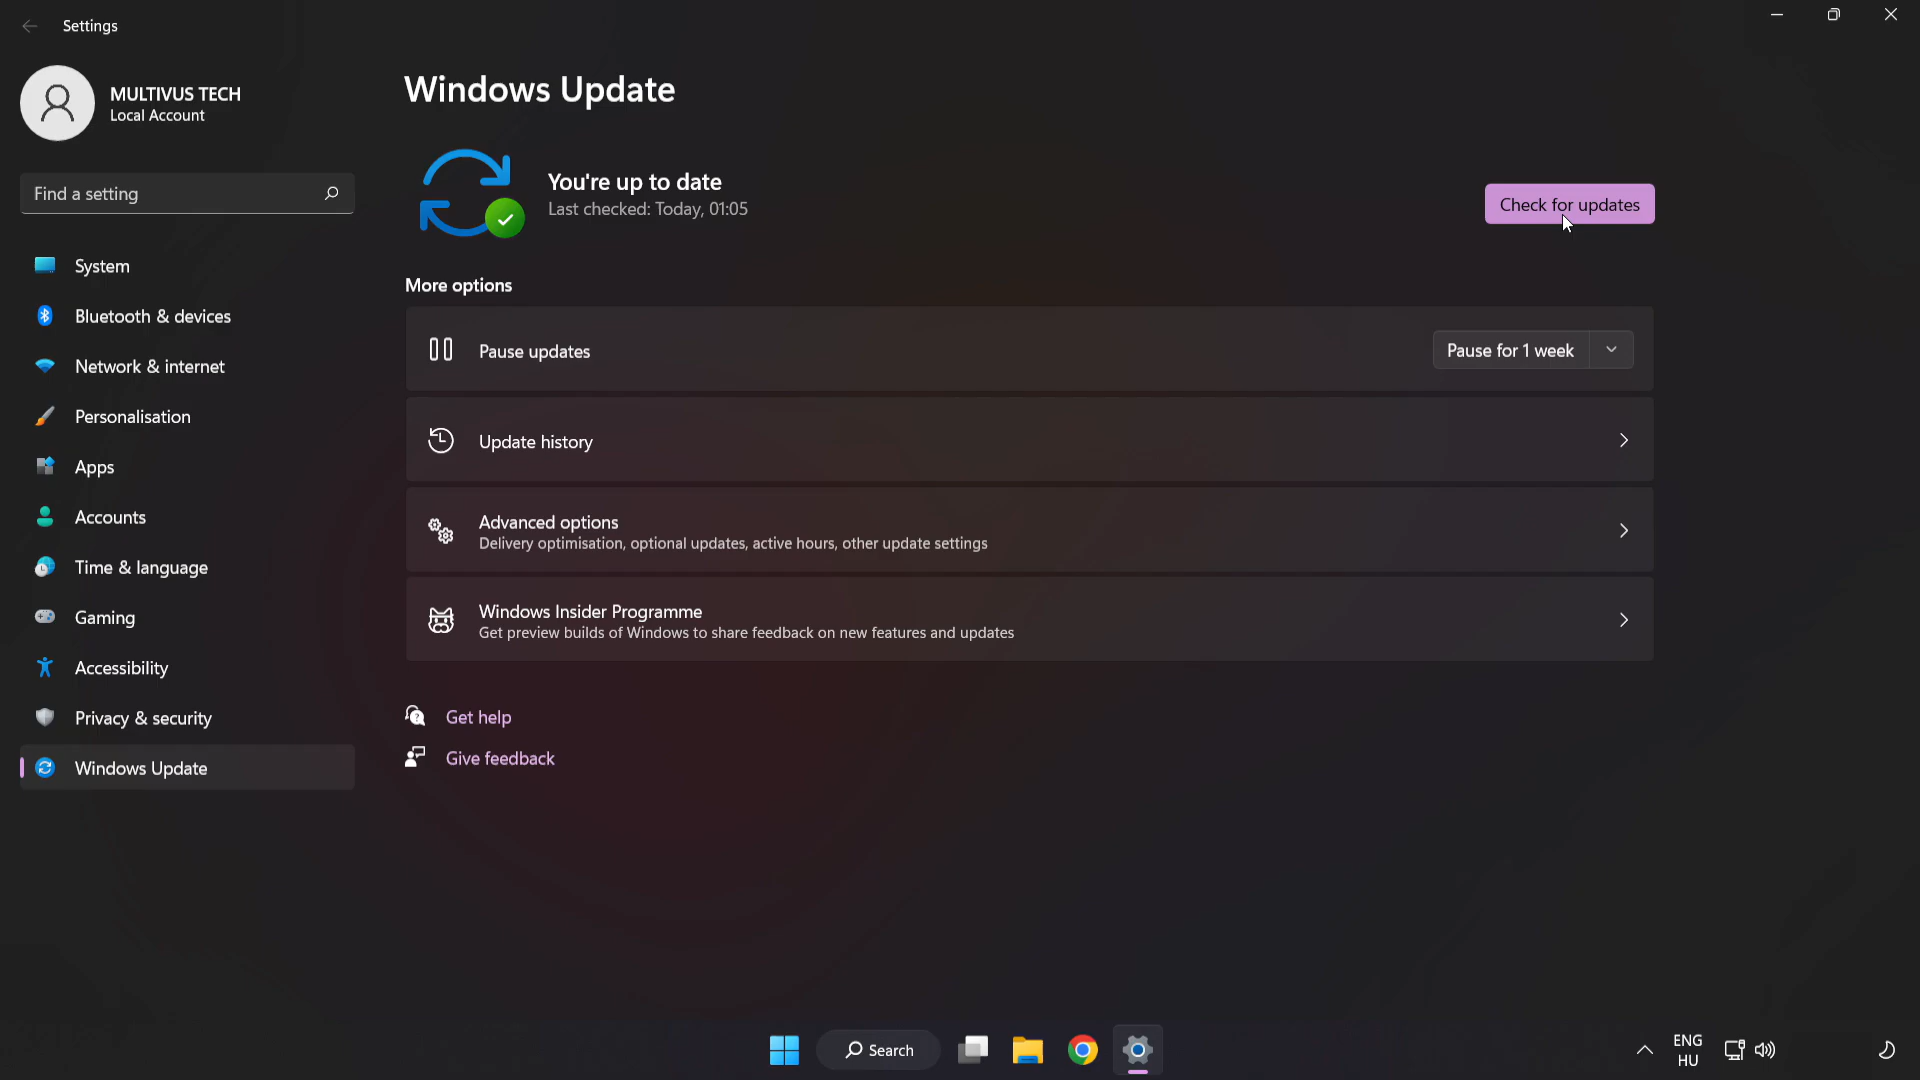 Settings
MULTIVUS TECH
Local Account
Find a setting
System
Bluetooth & devices
Network & internet
Personalisation
Apps
Accounts
Time & language
Gaming
Accessibility
Privacy & security
Windows Update
Windows Update
You're up to date
Last checked: Today, 01:05
Check for updates
More options
Pause updates
Pause for 1 week
Update history
Advanced options
Delivery optimisation, optional updates, active hours, other update settings
Windows Insider Programme
Get preview builds of Windows to share feedback on new features and updates
Get help
Give feedback
Search
ENG
HU